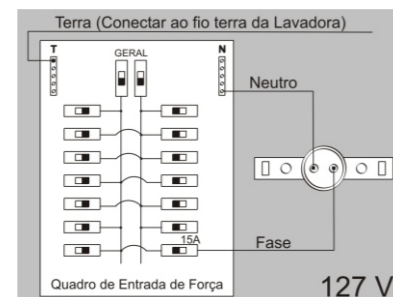 Terra (Conectar ao fio terra da Lavadora)
T
GERAL
N
Neutro
15A
Fase
Quadro de Entrada de Força
127 V